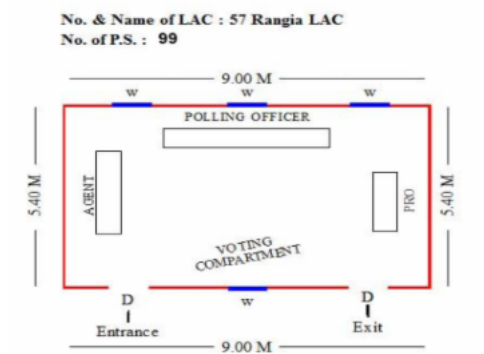 No. & Name of LAC : 57 Rangia LAC
No. of P.S. : 99
9.00 M
W W W
POLLING OFFICER
5.40 M
AGENT
PRO
5.40 M
VOTING
COMPARTMENT
D W D
Entrance Exit
9.00 M